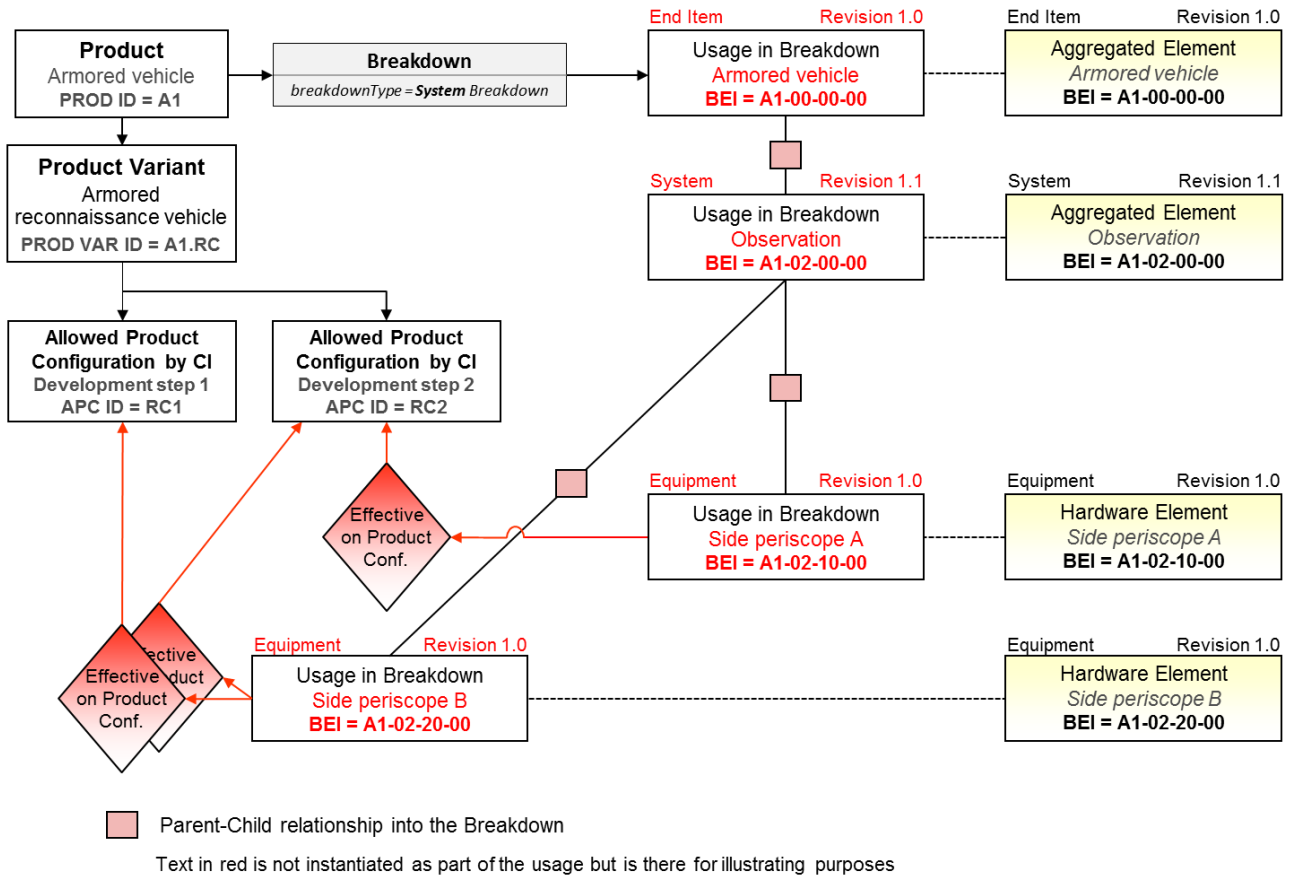 Product
Armored vehicle
PROD ID = A1
Breakdown
breakdownType = System Breakdown
End Item Revision 1.0
Usage in Breakdown
Armored vehicle
BEI = A1-00-00-00
End Item Revision 1.0
Aggregated Element
Armored vehicle
BEI = A1-00-00-00
Product Variant
Armored
reconnaissance vehicle
PROD VAR ID = A1.RC
System Revision 1.1
Usage in Breakdown
Observation
BEI = A1-02-00-00
System Revision 1.1
Aggregated Element
Observation
BEI = A1-02-00-00
Allowed Product
Configuration by CI
Development step 1
APC ID = RC1
Allowed Product
Configuration by CI
Development step 2
APC ID = RC2
Effective
on Product
Conf.
Equipment Revision 1.0
Usage in Breakdown
Side periscope A
BEI = A1-02-10-00
Equipment Revision 1.0
Hardware Element
Side periscope A
BEI = A1-02-10-00
Effective
on Product
Conf.
Equipment Revision 1.0
Usage in Breakdown
Side periscope B
BEI = A1-02-20-00
Equipment Revision 1.0
Hardware Element
Side periscope B
BEI = A1-02-20-00
Parent-Child relationship into the Breakdown
Text in red is not instantiated as part of the usage but is there for illustrating purposes